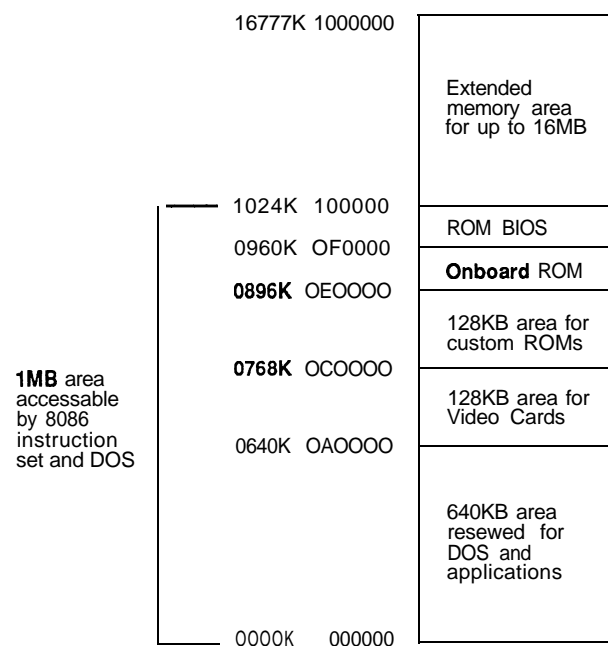 16777K 1000000
Extended
memory area
for up to 16MB
1024K 100000
ROM BIOS
0960K OF0000
Onboard ROM
0896K OEOOOO
128KB area for
custom ROMs
0768K OCOOOO
1MB area
accessable
by 8086
instruction
set and DOS
128KB area for
Video Cards
0640K OAOOOO
640KB area
resewed for
DOS and
applications
0000K 000000